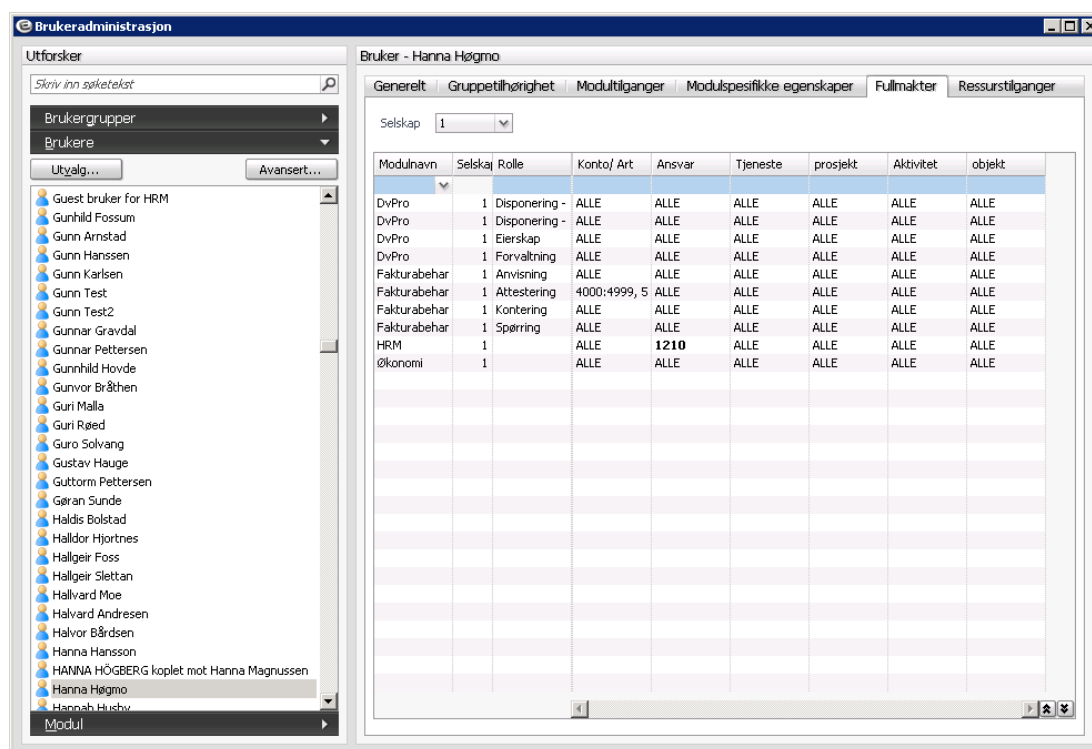 Brukeradministrasjon
Utforsker
Skriv inn søketekst
Brukergrupper
Brukere
Utvalg...
Avansert...
Guest bruker for HRM
Gunhild Fossum
Gunn Arnstad
Gunn Hanssen
Gunn Karlsen
Gunn Test
Gunn Test2
Gunnar Gravdal
Gunnar Pettersen
Gunnhild Hovde
Gunvor Bråthen
Guri Malla
Guri Røed
Guro Solvang
Gustav Hauge
Guttorm Pettersen
Gøran Sunde
Haldis Bolstad
Halldor Hjortnes
Hallgeir Foss
Hallgeir Slettan
Hallvard Moe
Halvard Andresen
Halvor Bårdsen
Hanna Hansson
HANNA HÖGBERG koplet mot Hanna Magnussen
Hanna Høgmo
Hannah Husby
Modul
Bruker - Hanna Høgmo
Generelt Gruppetilhørighet Modultilganger Modulspesifikke egenskaper Fullmakter Ressurstilganger
Selskap 1
Modulnavn Selskap Rolle Konto/ Art Ansvar Tjeneste prosjekt Aktivitet objekt
DvPro 1 Disponering - ALLE ALLE ALLE ALLE ALLE ALLE
DvPro 1 Disponering - ALLE ALLE ALLE ALLE ALLE ALLE
DvPro 1 Eierskap ALLE ALLE ALLE ALLE ALLE ALLE
DvPro 1 Forvaltning ALLE ALLE ALLE ALLE ALLE ALLE
Fakturabehar 1 Anvisning ALLE ALLE ALLE ALLE ALLE ALLE
Fakturabehar 1 Attestering 4000:4999, 5 ALLE ALLE ALLE ALLE ALLE
Fakturabehar 1 Kontering ALLE ALLE ALLE ALLE ALLE ALLE
Fakturabehar 1 Spørring ALLE ALLE ALLE ALLE ALLE ALLE
HRM 1 ALLE 1210 ALLE ALLE ALLE ALLE
Økonomi 1 ALLE ALLE ALLE ALLE ALLE ALLE